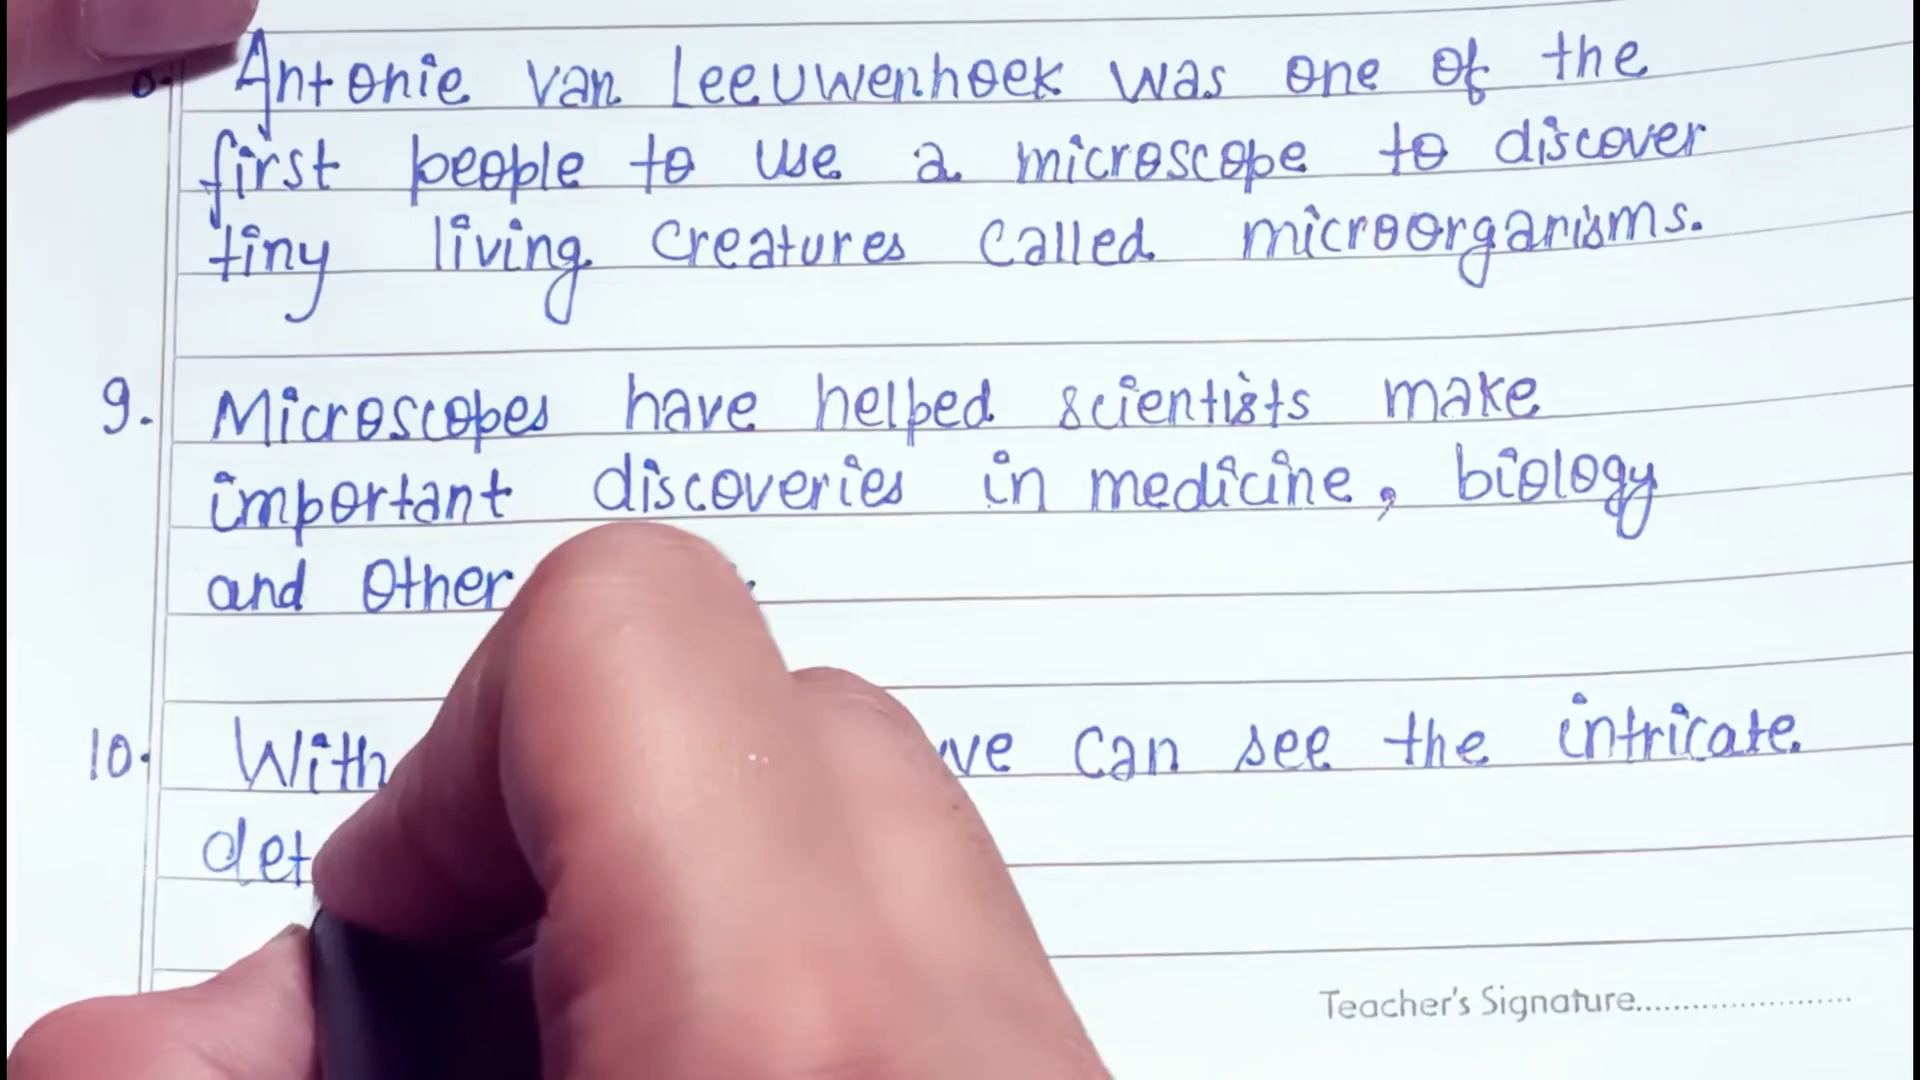 Antonie van Leeuwenhoek was one of the
first people to use a microscope to discover
tiny living creatures called microorganisms.
9. Microscopes have helped scientists make
important discoveries in medicine, biology
and other
10. With we can see the intricate
Teacher's Signature........................